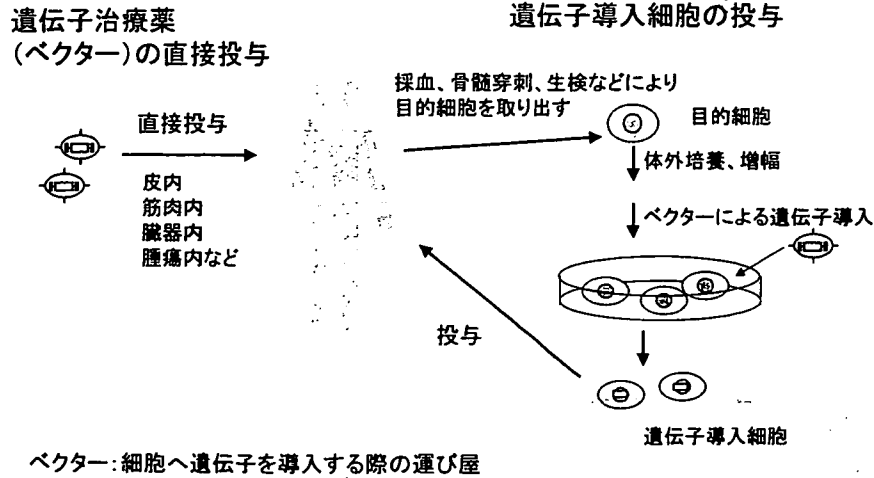 遺伝子治療薬
(ベクター)の直接投与
直接投与
皮内
筋肉内
臓器内
腫瘍内など
遺伝子導入細胞の投与
採血、骨髄穿刺、生検などにより
目的細胞を取り出す
目的細胞
体外培養、増幅
ベクターによる遺伝子導入
投与
遺伝子導入細胞
ベクター:細胞へ遺伝子を導入する際の運び屋